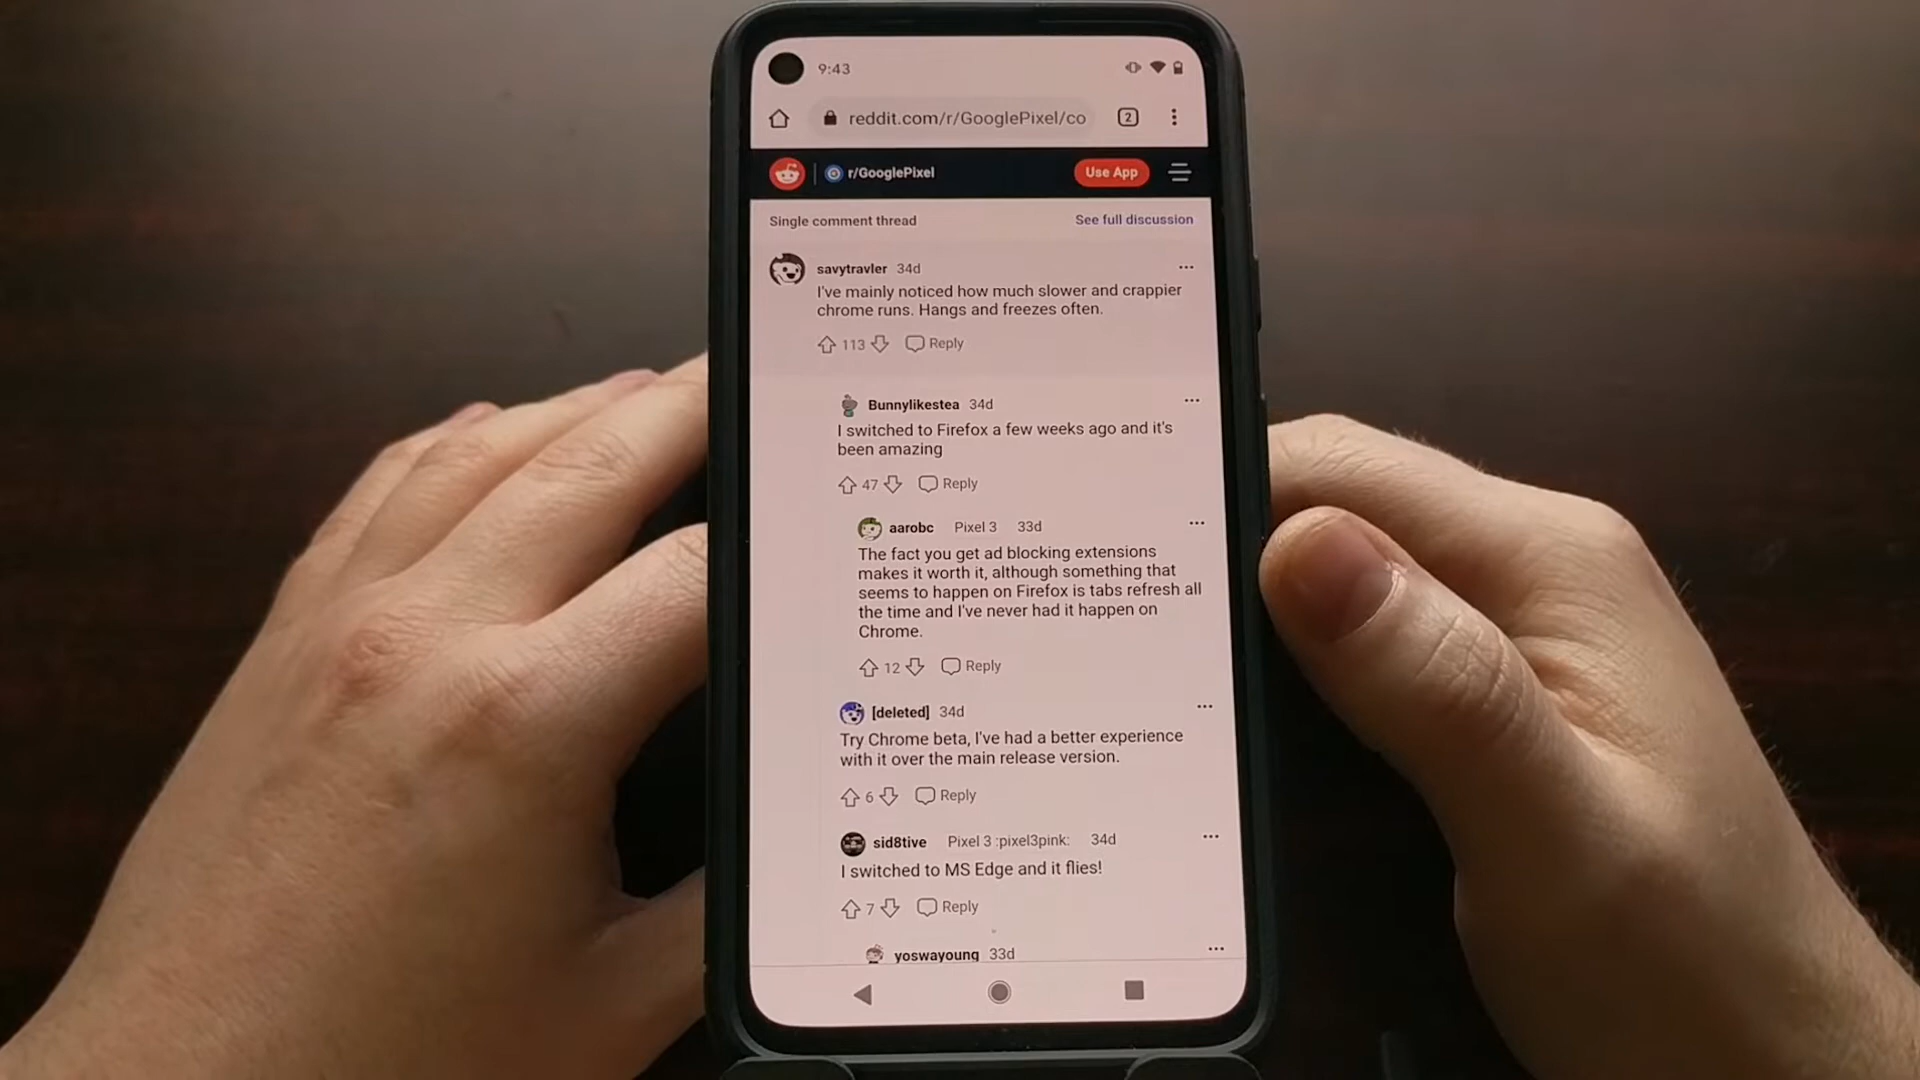 9:43
reddit.com/r/GooglePixel/co
2
r/GooglePixel
Use App
Single comment thread
See full discussion
savytravler 34d
I've mainly noticed how much slower and crappier
chrome runs. Hangs and freezes often.
113
Reply
Bunnylikestea 34d
I switched to Firefox a few weeks ago and it's
been amazing
47
Reply
aarobc Pixel 3 33d
The fact you get ad blocking extensions
makes it worth it, although something that
seems to happen on Firefox is tabs refresh all
the time and I've never had it happen on
Chrome.
12
Reply
[deleted] 34d
Try Chrome beta, I've had a better experience
with it over the main release version.
6
Reply
sid8tive Pixel 3 :pixel3pink: 34d
I switched to MS Edge and it flies!
7
Reply
yoswayoung 33d